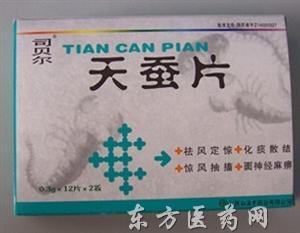 司贝尔
TIAN CAN PIAN
天蚕片
+祛风定惊+化痰散结
+惊风抽搐+面神经麻痹
0.3g×12片×2袋
东方医药网